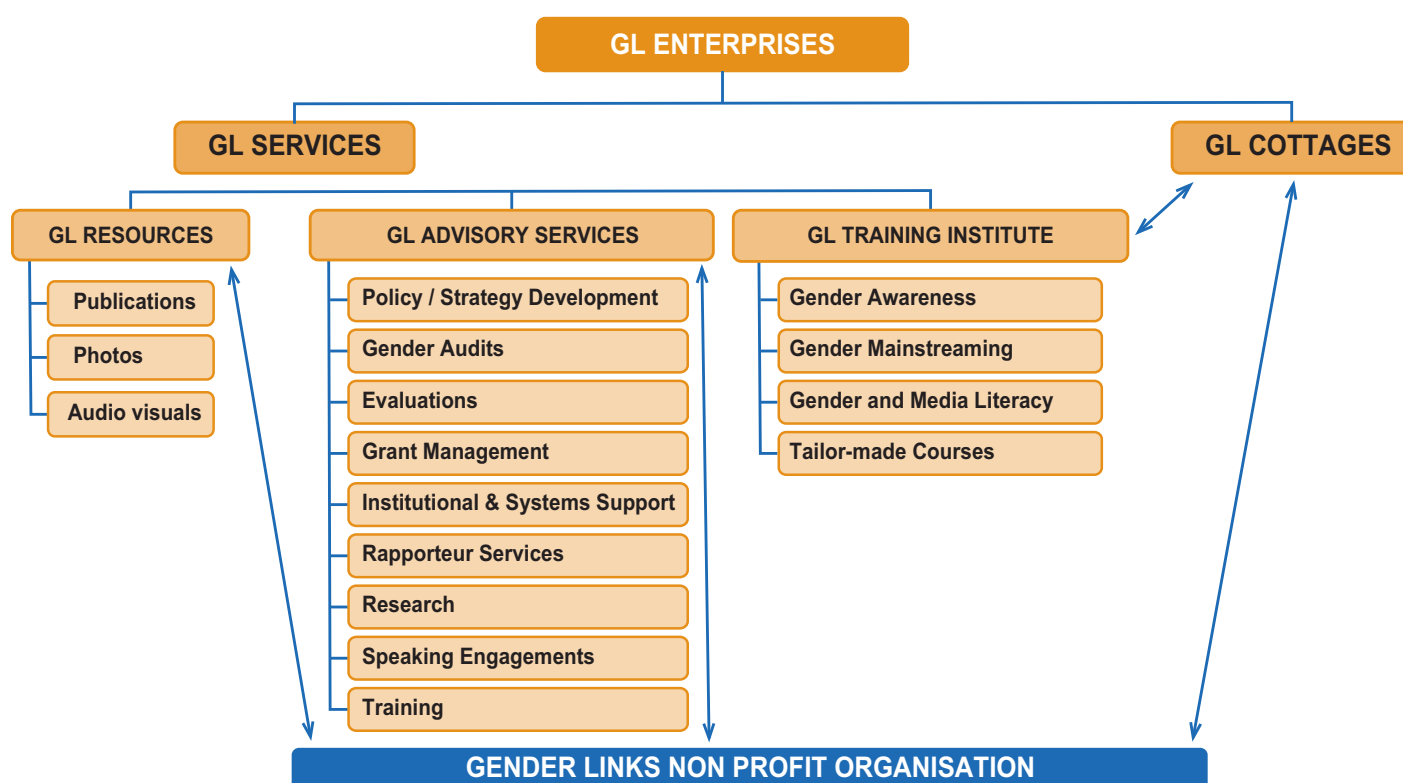 GL ENTERPRISES
GL SERVICES
GL COTTAGES
GL RESOURCES
GL ADVISORY SERVICES
GL TRAINING INSTITUTE
Publications
Photos
Audio visuals
Policy / Strategy Development
Gender Audits
Evaluations
Grant Management
Institutional & Systems Support
Rapporteur Services
Research
Speaking Engagements
Training
Gender Awareness
Gender Mainstreaming
Gender and Media Literacy
Tailor-made Courses
GENDER LINKS NON PROFIT ORGANISATION